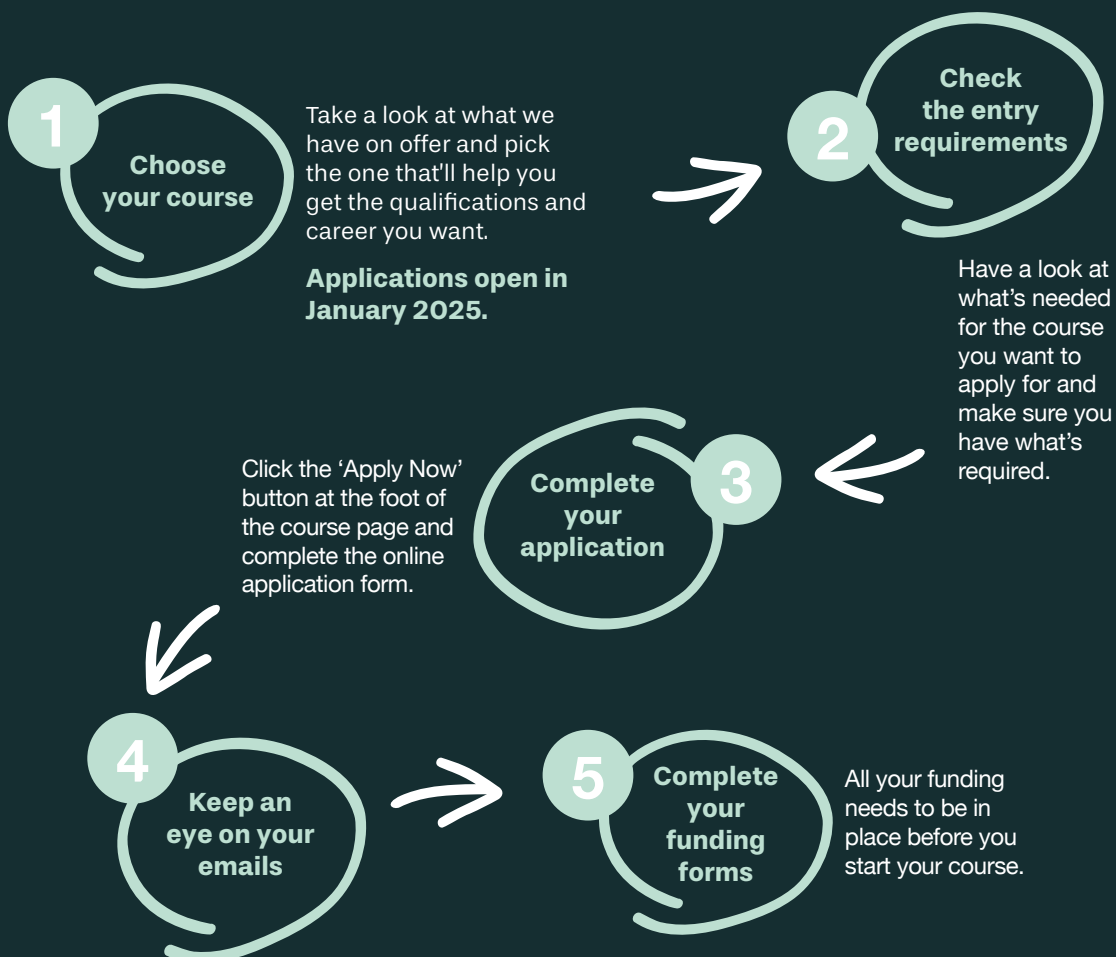 1
Choose
your course
Take a look at what we
have on offer and pick
the one that'll help you
get the qualifications and
career you want.
Applications open in
January 2025.
2
Check
the entry
requirements
Have a look at
what’s needed
for the course
you want to
apply for and
make sure you
have what’s
required.
3
Complete
your
application
Click the ‘Apply Now’
button at the foot of
the course page and
complete the online
application form.
4
Keep an
eye on your
emails
5
Complete
your
funding
forms
All your funding
needs to be in
place before you
start your course.